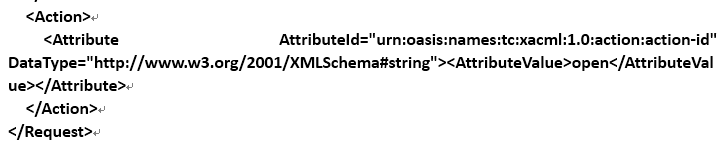 <Action>
<Attribute AttributeId="urn:oasis:names:tc:xacml:1.0:action:action-id"
DataType="http://www.w3.org/2001/XMLSchema#string"><AttributeValue>open</AttributeVal
ue></Attribute>
</Action>
</Request>